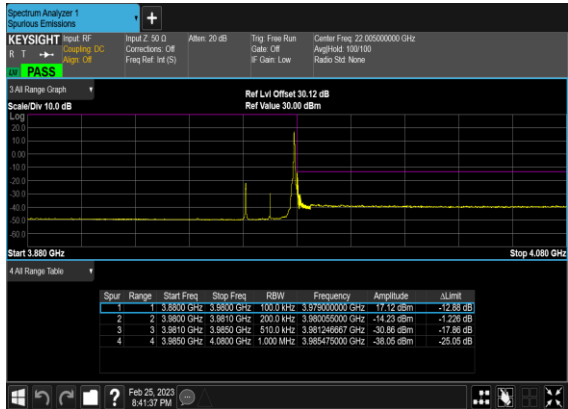 Spectrum Analyzer 1
Spurious Emissions
KEYSIGHT Input: RF
R T Coupling: DC
Align: Off
Input Z: 50 Ω
Corrections: Off
Freq Ref: Int (S)
Atten: 20 dB
Trig: Free Run
Gate: Off
IF Gain: Low
Center Freq: 22.005000000 GHz
Avg|Hold: 100/100
Radio Std: None
PASS
3 All Range Graph
Ref Lvl Offset 30.12 dB
Scale/Div 10.0 dB
Ref Value 30.00 dBm
Log
20.0
10.0
0.00
-10.0
-20.0
-30.0
-40.0
-50.0
-60.0
Start 3.880 GHz
Stop 4.080 GHz
4 All Range Table
Spur Range Start Freq Stop Freq RBW Frequency Amplitude ΔLimit
1 1 3.8800 GHz 3.9800 GHz 100.0 kHz 3.979000000 GHz 17.12 dBm -12.88 dB
2 2 3.9800 GHz 3.9810 GHz 200.0 kHz 3.980055000 GHz -14.23 dBm -1.226 dB
3 3 3.9810 GHz 3.9850 GHz 510.0 kHz 3.981246667 GHz -30.86 dBm -17.86 dB
4 4 3.9850 GHz 4.0800 GHz 1.000 MHz 3.985475000 GHz -38.05 dBm -25.05 dB
?
Feb 25, 2023
8:41:37 PM